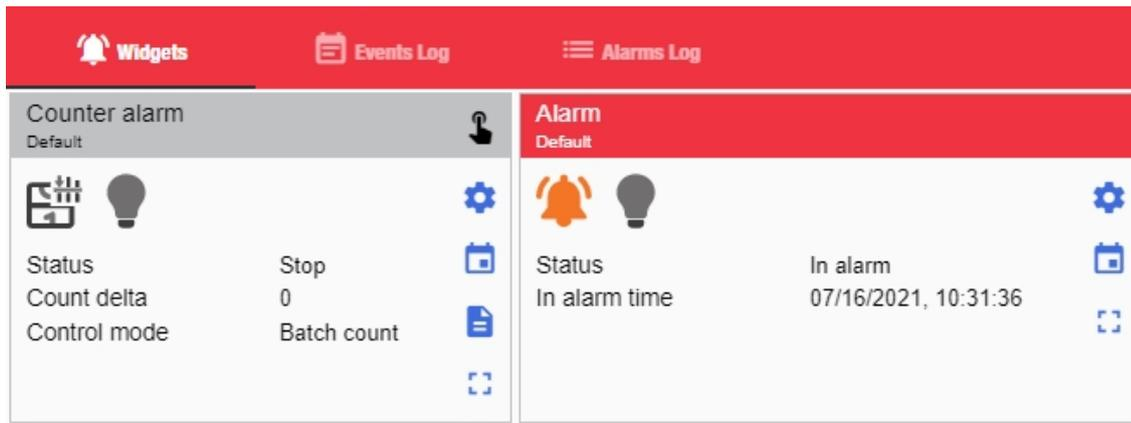 Widgets
Events Log
Alarms Log
Counter alarm
Default
Status Stop
Count delta 0
Control mode Batch count
Alarm
Default
Status In alarm
In alarm time 07/16/2021, 10:31:36